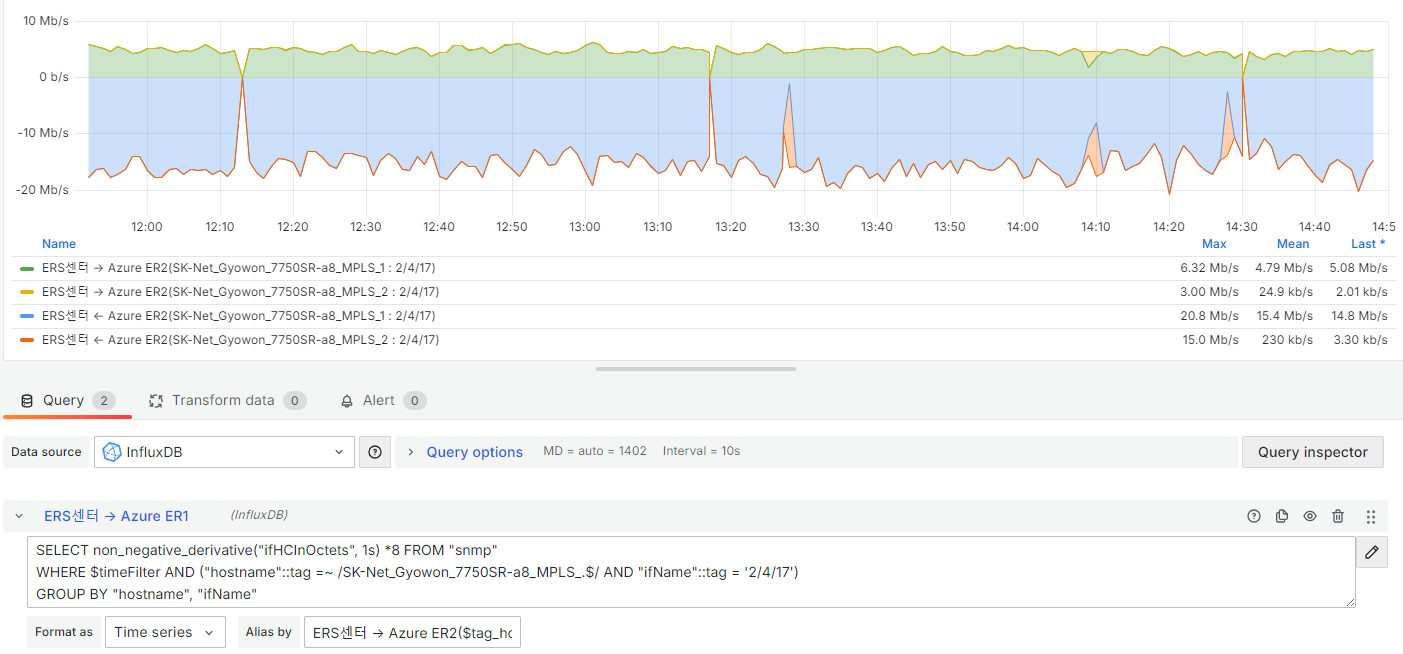 10 Mb/s
0 b/s
-10 Mb/s
-20 Mb/s
12:00 12:10 12:20 12:30 12:40 12:50 13:00 13:10 13:20 13:30 13:40 13:50 14:00 14:10 14:20 14:30 14:40 14:5
Name Max Mean Last *
ERS센터 → Azure ER2(SK-Net_Gyowon_7750SR-a8_MPLS_1 : 2/4/17) 6.32 Mb/s 4.79 Mb/s 5.08 Mb/s
ERS센터 → Azure ER2(SK-Net_Gyowon_7750SR-a8_MPLS_2 : 2/4/17) 3.00 Mb/s 24.9 kb/s 2.01 kb/s
ERS센터 ← Azure ER2(SK-Net_Gyowon_7750SR-a8_MPLS_1 : 2/4/17) 20.8 Mb/s 15.4 Mb/s 14.8 Mb/s
ERS센터 ← Azure ER2(SK-Net_Gyowon_7750SR-a8_MPLS_2 : 2/4/17) 15.0 Mb/s 230 kb/s 3.30 kb/s
Query 2 Transform data 0 Alert 0
Data source InfluxDB Query options MD = auto = 1402 Interval = 10s Query inspector
ERS센터 → Azure ER1 (InfluxDB)
SELECT non_negative_derivative("ifHCInOctets", 1s) *8 FROM "snmp"
WHERE $timeFilter AND ("hostname"::tag =~ /SK-Net_Gyowon_7750SR-a8_MPLS_.$/ AND "ifName"::tag = '2/4/17')
GROUP BY "hostname", "ifName"
Format as Time series Alias by ERS센터 → Azure ER2($tag_hc